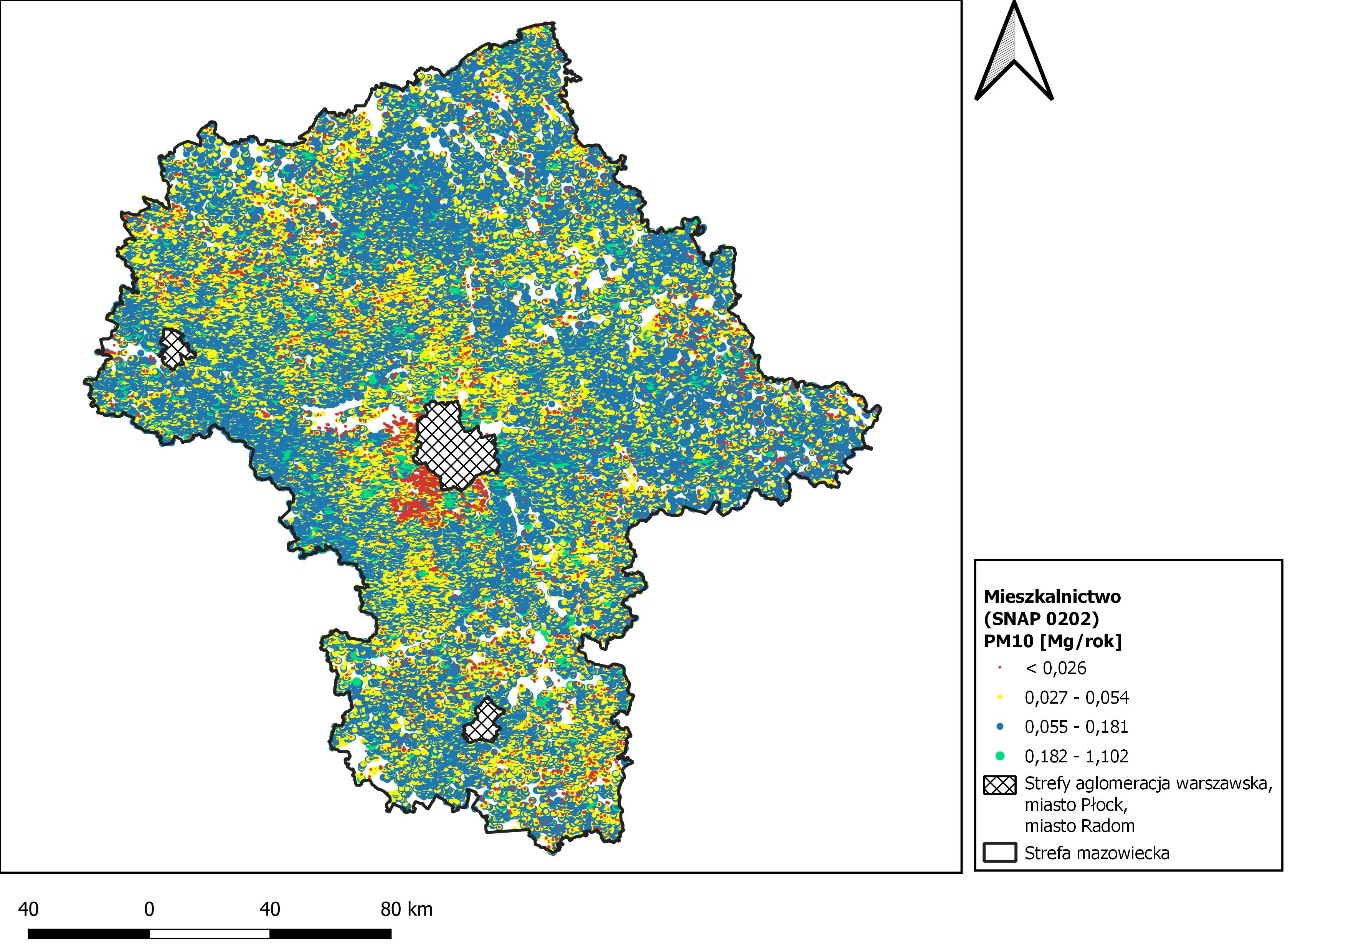 Mieszkalnictwo
(SNAP 0202)
PM10 [Mg/rok]
< 0,026
0,027 - 0,054
0,055 - 0,181
0,182 - 1,102
Strefy aglomeracja warszawska,
miasto Płock,
miasto Radom
Strefa mazowiecka
40 0 40 80 km